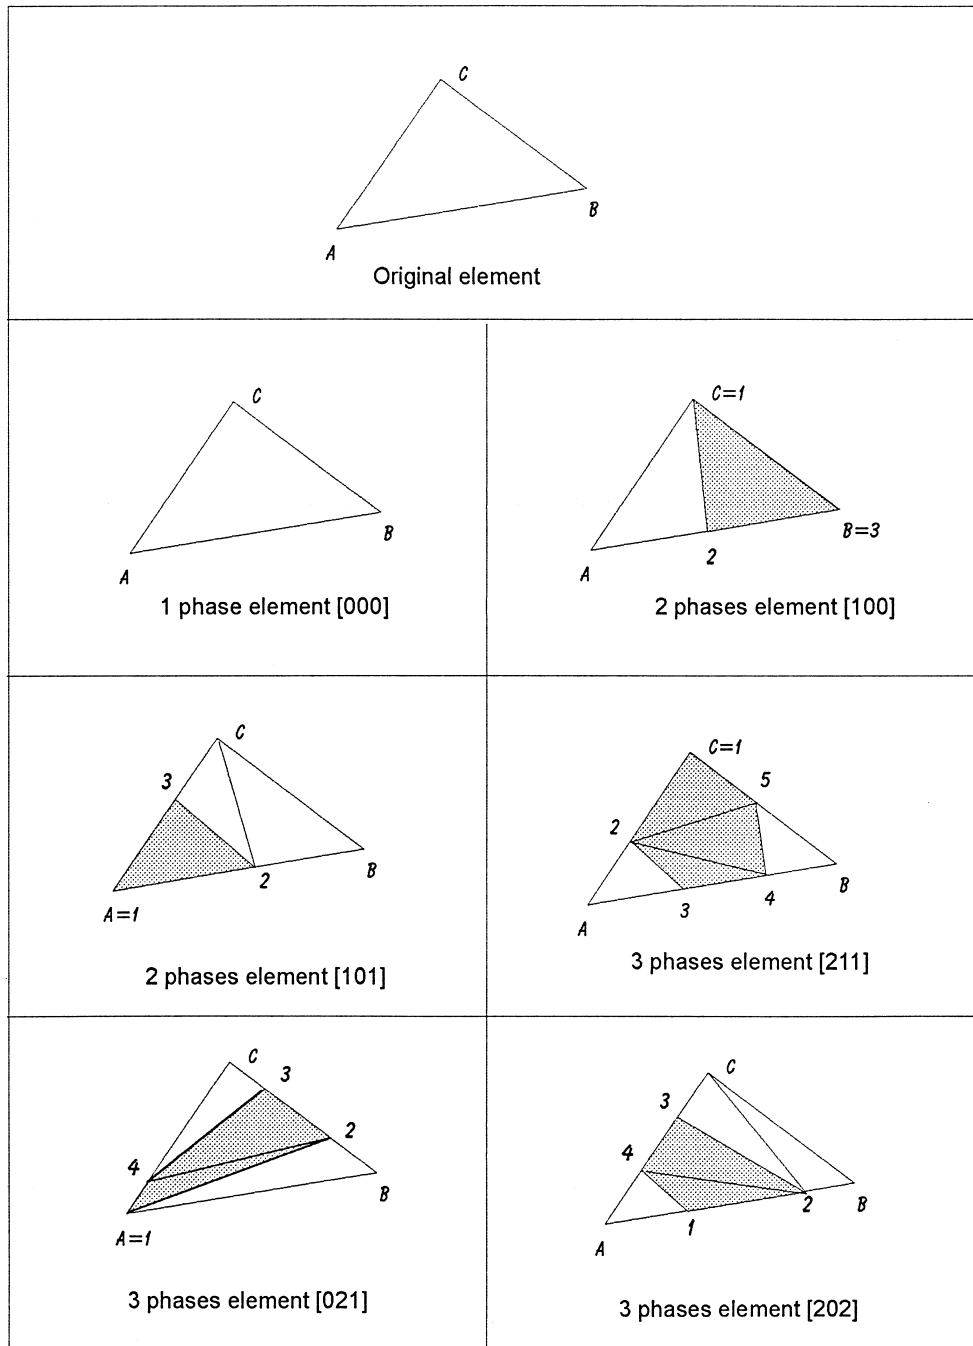 C
B
A
Original element
C
B
A
1 phase element [000]
C=1
B=3
2
A
2 phases element [100]
C
3
B
2
A=1
2 phases element [101]
C=1
5
2
B
4
3
A
3 phases element [211]
C
3
2
4
B
A=1
3 phases element [021]
C
3
4
B
2
1
A
3 phases element [202]